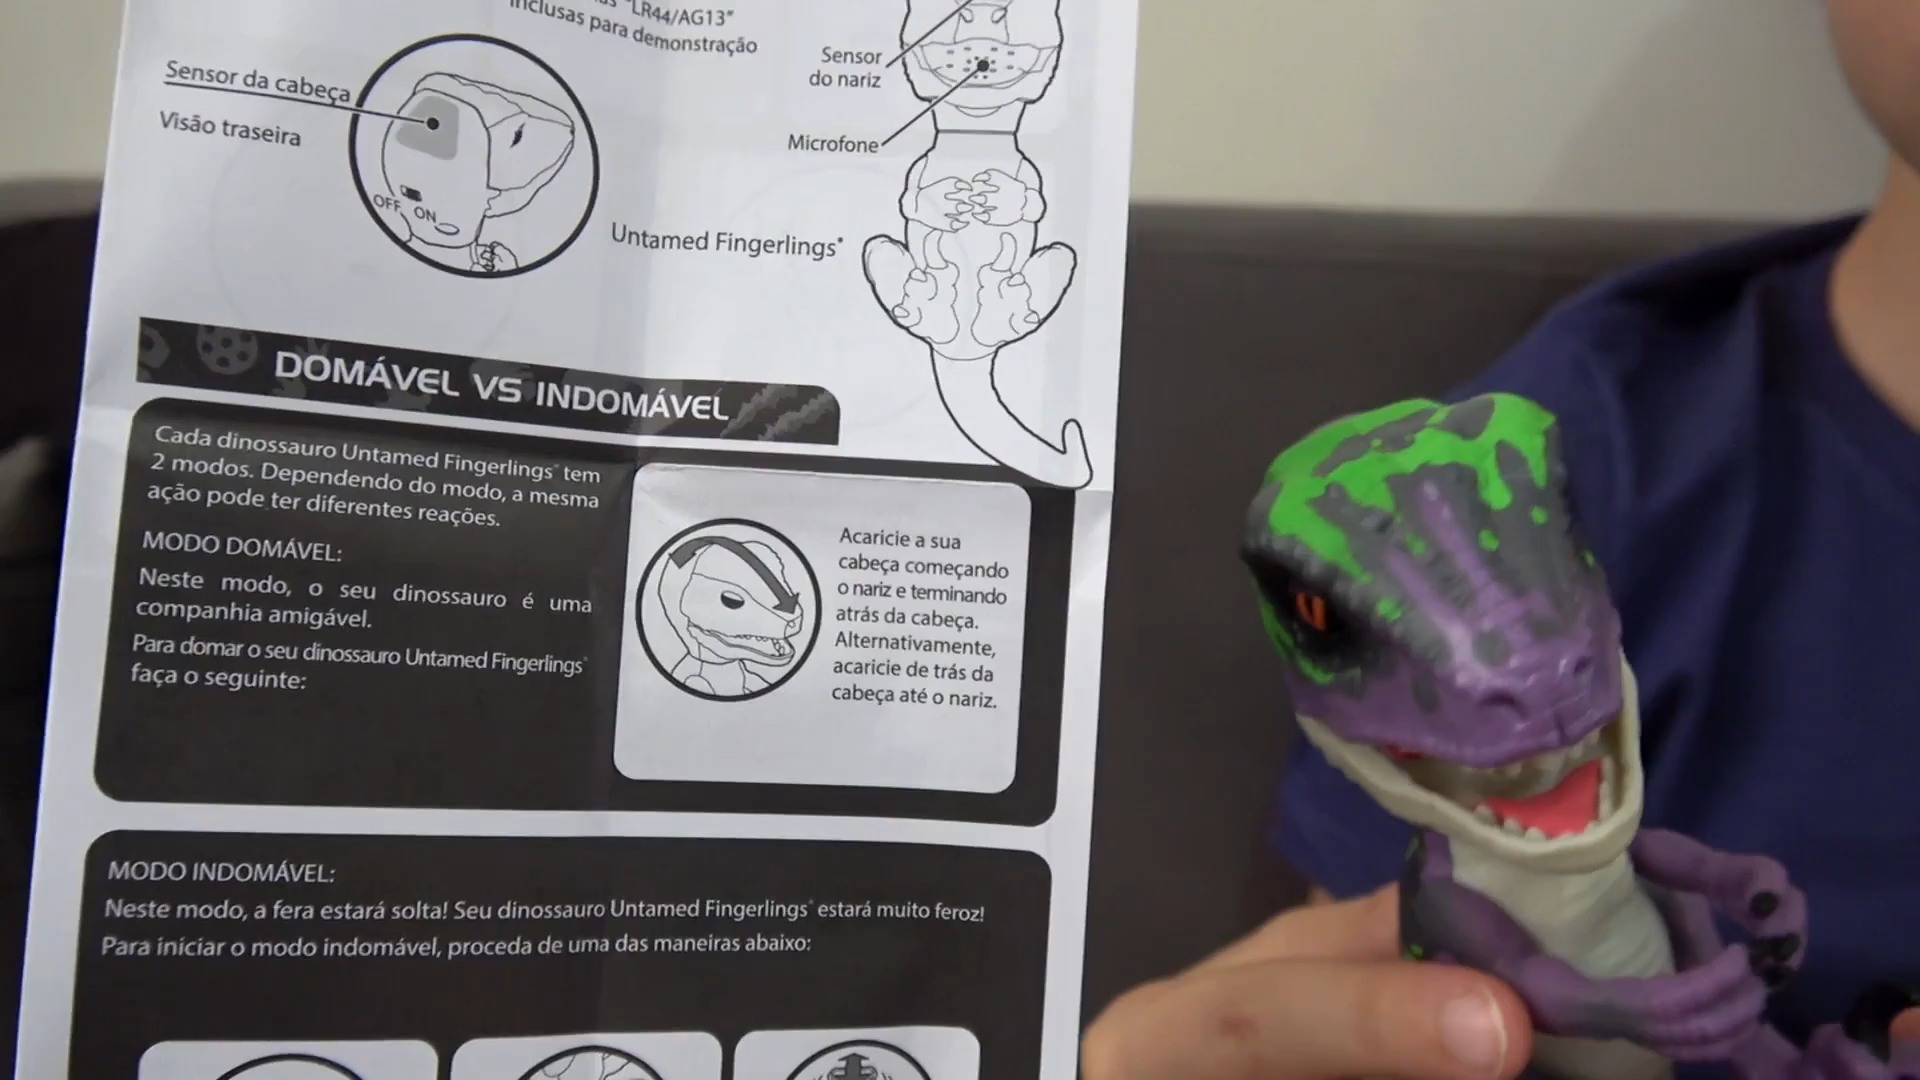 "LR44/AG13"
inclusas para demonstração
Sensor da cabeça
Visão traseira
OFF ON
Sensor
do nariz
Microfone
Untamed Fingerlings®
DOMÁVEL VS INDOMÁVEL
Cada dinossauro Untamed Fingerlings® tem
2 modos. Dependendo do modo, a mesma
ação pode ter diferentes reações.
MODO DOMÁVEL:
Neste modo, o seu dinossauro é uma
companhia amigável.
Para domar o seu dinossauro Untamed Fingerlings®
faça o seguinte:
Acaricie a sua
cabeça começando
o nariz e terminando
atrás da cabeça.
Alternativamente,
acaricie de trás da
cabeça até o nariz.
MODO INDOMÁVEL:
Neste modo, a fera estará solta! Seu dinossauro Untamed Fingerlings® estará muito feroz!
Para iniciar o modo indomável, proceda de uma das maneiras abaixo: